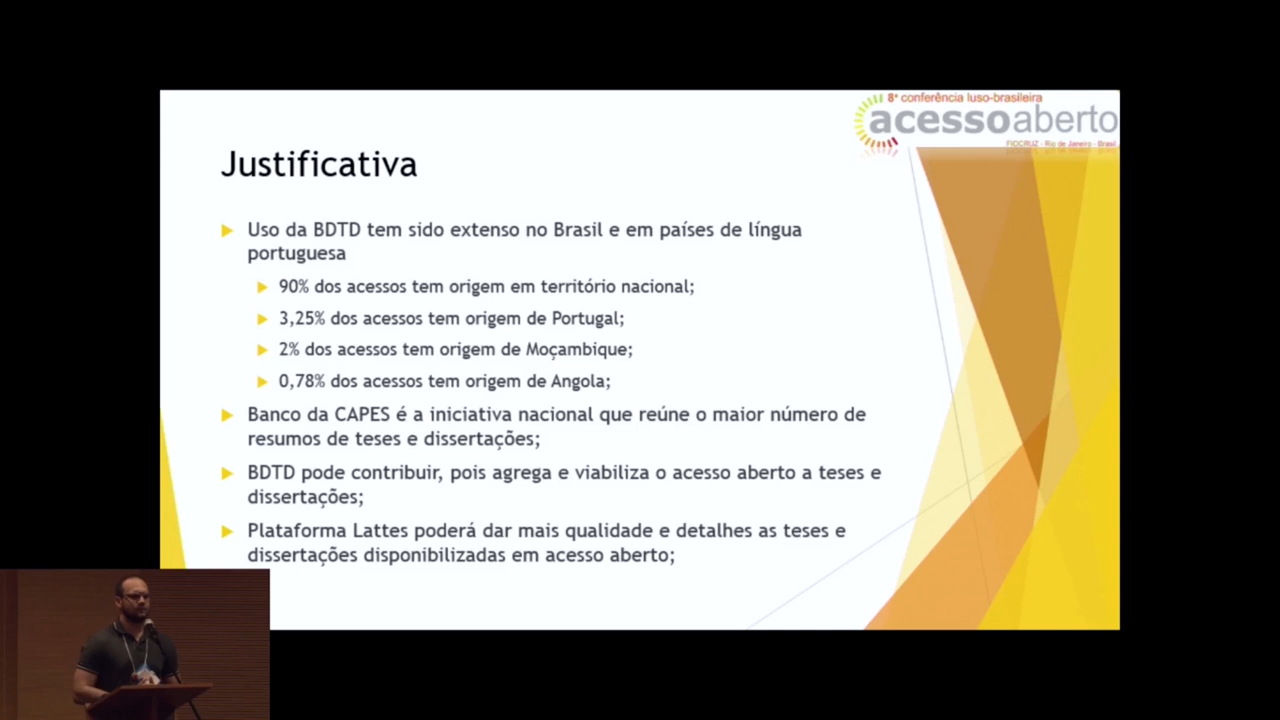 8ª conferência luso-brasileira
acessoaberto
FIOCRUZ - Rio de Janeiro - Brasil
Justificativa
Uso da BDTD tem sido extenso no Brasil e em países de língua
portuguesa
90% dos acessos tem origem em território nacional;
3,25% dos acessos tem origem de Portugal;
2% dos acessos tem origem de Moçambique;
0,78% dos acessos tem origem de Angola;
Banco da CAPES é a iniciativa nacional que reúne o maior número de
resumos de teses e dissertações;
BDTD pode contribuir, pois agrega e viabiliza o acesso aberto a teses e
dissertações;
Plataforma Lattes poderá dar mais qualidade e detalhes as teses e
dissertações disponibilizadas em acesso aberto;